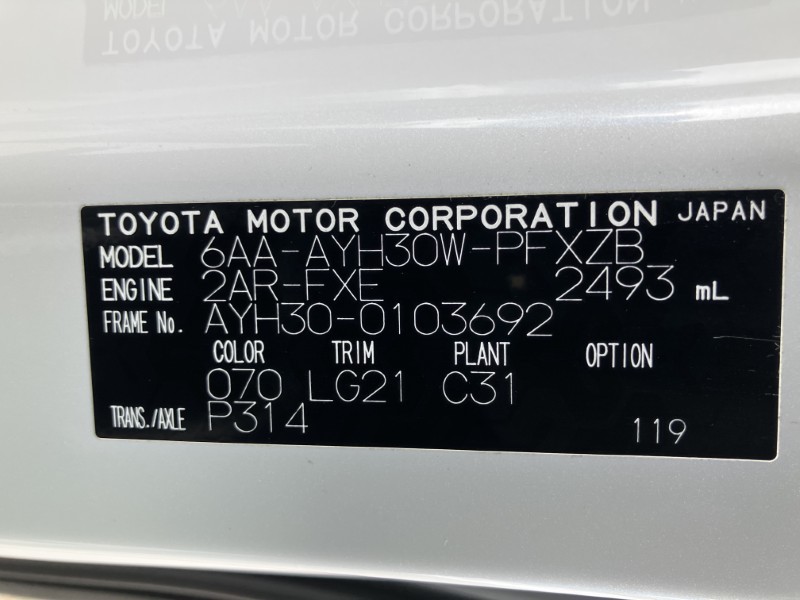 TOYOTA MOTOR CORPORATION JAPAN
MODEL 6AA-AYH30W-PFXZB
ENGINE 2AR-FXE 2493 mL
FRAME No. AYH30-0103692
COLOR TRIM PLANT OPTION
070 LG21 C31
TRANS./AXLE P314 119